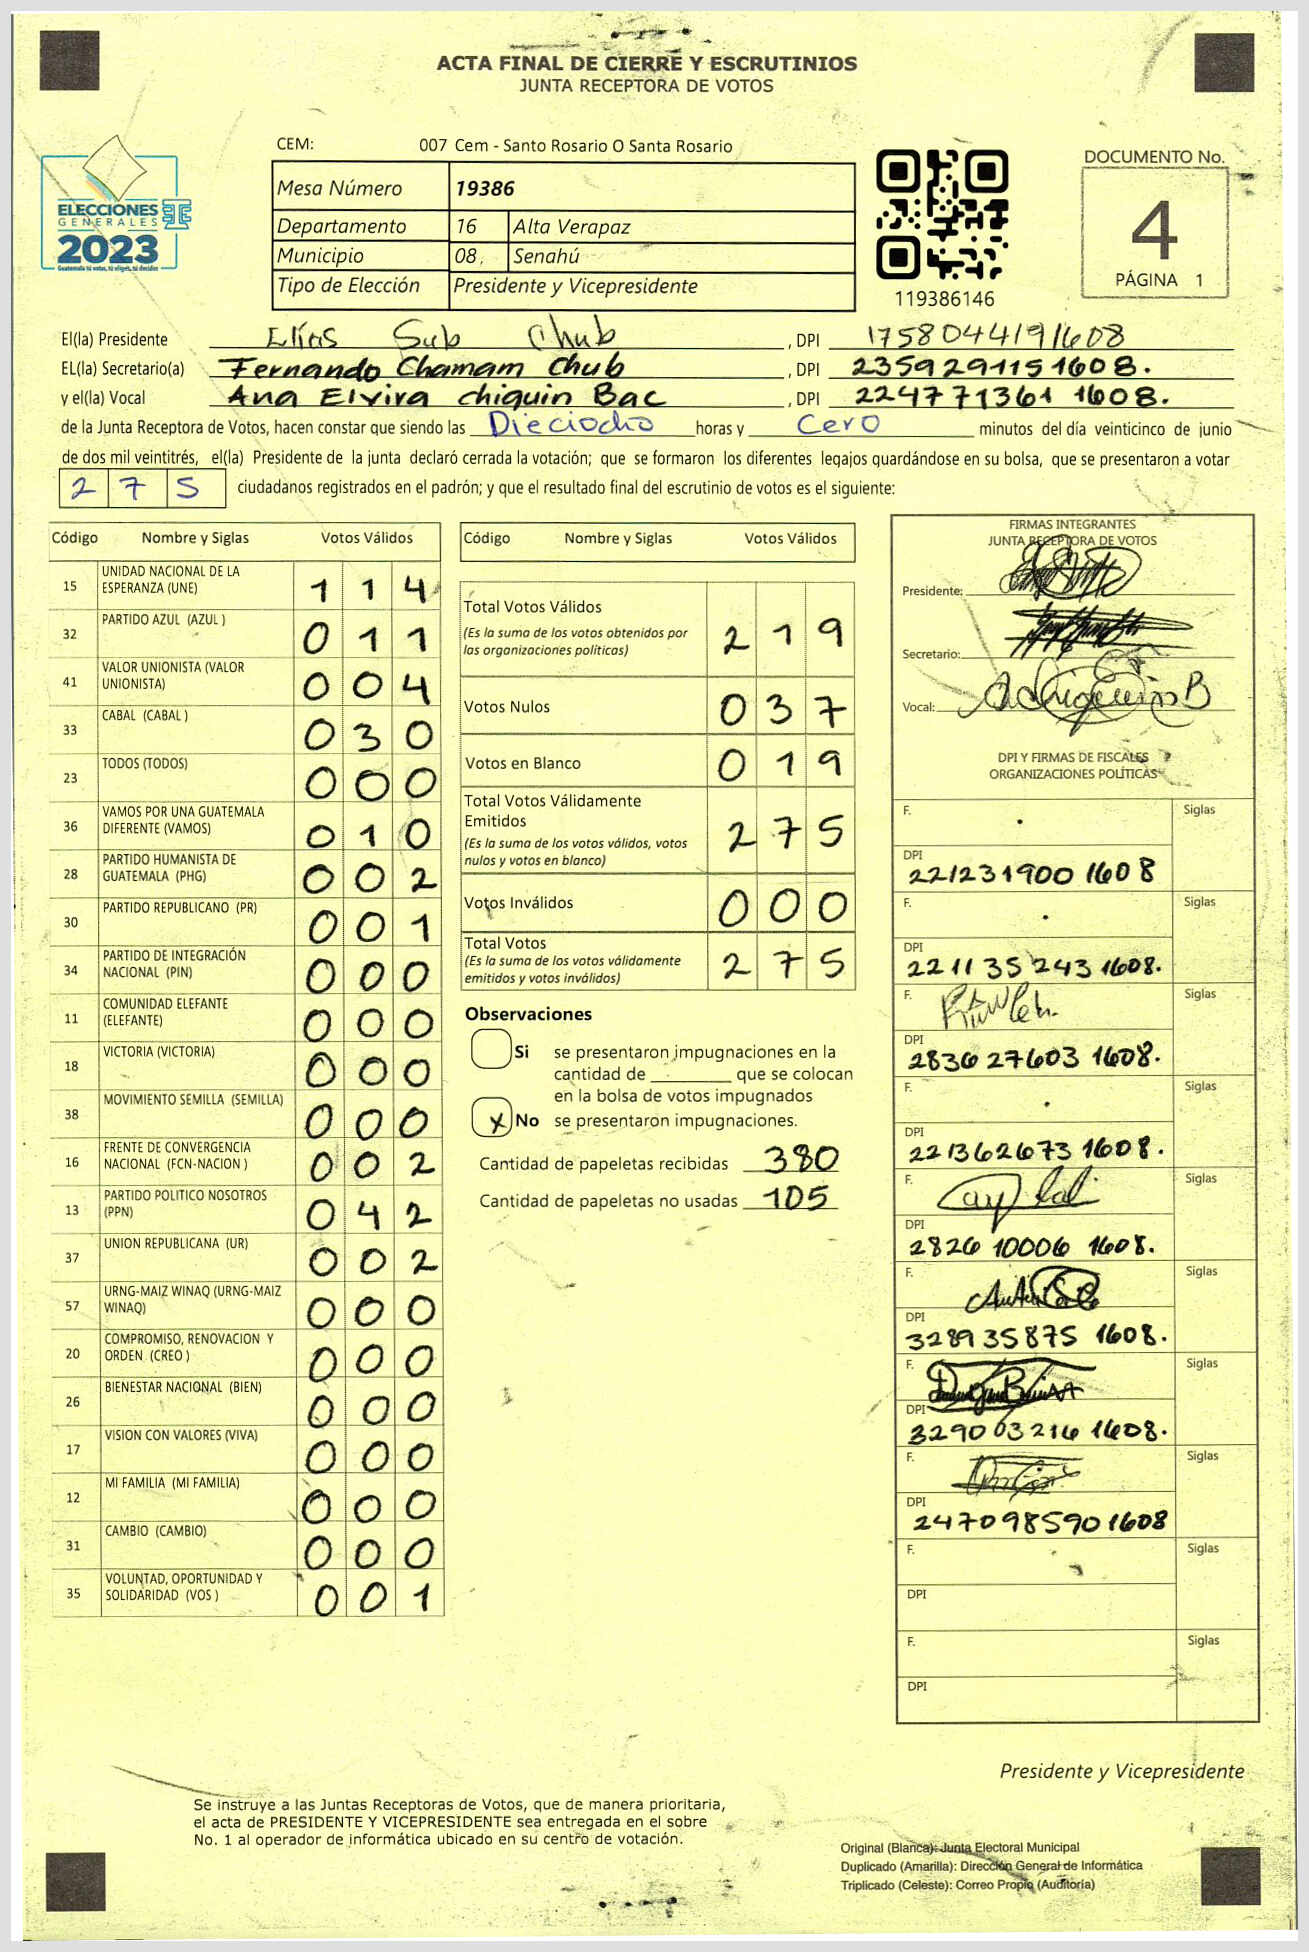 ACTA FINAL DE CIERRE Y ESCRUTINIOS
JUNTA RECEPTORA DE VOTOS
CEM: 007 Cem - Santo Rosario O Santa Rosario
ELECCIONES
GENERALES
2023
Guatemala tú votas, tú eliges, tú decides
Mesa Número 19386
Departamento 16 Alta Verapaz
Municipio 08, Senahú
Tipo de Elección Presidente y Vicepresidente
119386146
DOCUMENTO No.
4
PÁGINA 1
El(la) Presidente Elías Sub Chub , DPI 1758044191608
EL(la) Secretario(a) Fernando Chamam Chub , DPI 2359291151608.
y el(la) Vocal Ana Elvira chiquin Bac , DPI 2247713611608.
de la Junta Receptora de Votos, hacen constar que siendo las Dieciocho horas y Cero minutos del día veinticinco de junio
de dos mil veintitrés, el(la) Presidente de la junta declaró cerrada la votación; que se formaron los diferentes legajos guardándose en su bolsa, que se presentaron a votar
2 7 5 ciudadanos registrados en el padrón; y que el resultado final del escrutinio de votos es el siguiente:
Código Nombre y Siglas Votos Válidos
15 UNIDAD NACIONAL DE LA ESPERANZA (UNE) 1 1 4
32 PARTIDO AZUL (AZUL ) 0 1 1
41 VALOR UNIONISTA (VALOR UNIONISTA) 0 0 4
33 CABAL (CABAL ) 0 3 0
23 TODOS (TODOS) 0 0 0
36 VAMOS POR UNA GUATEMALA DIFERENTE (VAMOS) 0 1 0
28 PARTIDO HUMANISTA DE GUATEMALA (PHG) 0 0 2
30 PARTIDO REPUBLICANO (PR) 0 0 1
34 PARTIDO DE INTEGRACIÓN NACIONAL (PIN) 0 0 0
11 COMUNIDAD ELEFANTE (ELEFANTE) 0 0 0
18 VICTORIA (VICTORIA) 0 0 0
38 MOVIMIENTO SEMILLA (SEMILLA) 0 0 0
16 FRENTE DE CONVERGENCIA NACIONAL (FCN-NACION ) 0 0 2
13 PARTIDO POLITICO NOSOTROS (PPN) 0 4 2
37 UNION REPUBLICANA (UR) 0 0 2
57 URNG-MAIZ WINAQ (URNG-MAIZ WINAQ) 0 0 0
20 COMPROMISO, RENOVACION Y ORDEN (CREO ) 0 0 0
26 BIENESTAR NACIONAL (BIEN) 0 0 0
17 VISION CON VALORES (VIVA) 0 0 0
12 MI FAMILIA (MI FAMILIA) 0 0 0
31 CAMBIO (CAMBIO) 0 0 0
35 VOLUNTAD, OPORTUNIDAD Y SOLIDARIDAD (VOS ) 0 0 1
Código Nombre y Siglas Votos Válidos
Total Votos Válidos 2 1 9
(Es la suma de los votos obtenidos por
las organizaciones políticas)
Votos Nulos 0 3 7
Votos en Blanco 0 1 9
Total Votos Válidamente
Emitidos 2 7 5
(Es la suma de los votos válidos, votos
nulos y votos en blanco)
Votos Inválidos 0 0 0
Total Votos 2 7 5
(Es la suma de los votos válidamente
emitidos y votos inválidos)
Observaciones
Si se presentaron impugnaciones en la
cantidad de ________ que se colocan
en la bolsa de votos impugnados
x No se presentaron impugnaciones.
Cantidad de papeletas recibidas 380
Cantidad de papeletas no usadas 105
FIRMAS INTEGRANTES
JUNTA RECEPTORA DE VOTOS
Presidente:
Secretario:
Vocal:
DPI Y FIRMAS DE FISCALES
ORGANIZACIONES POLÍTICAS
F. Siglas
DPI
221231900 1608
F. Siglas
DPI
221135243 1608.
F. Siglas
DPI
283627603 1608.
F. Siglas
DPI
221362673 1608.
F. Siglas
DPI
282610006 1608.
F. Siglas
DPI
328935875 1608.
F. Siglas
DPI
329003216 1608.
F. Siglas
DPI
2470985901608
F. Siglas
DPI
F. Siglas
DPI
Presidente y Vicepresidente
Se instruye a las Juntas Receptoras de Votos, que de manera prioritaria,
el acta de PRESIDENTE Y VICEPRESIDENTE sea entregada en el sobre
No. 1 al operador de informática ubicado en su centro de votación.
Original (Blanca): Junta Electoral Municipal
Duplicado (Amarilla): Dirección General de Informática
Triplicado (Celeste): Correo Propio (Auditoría)